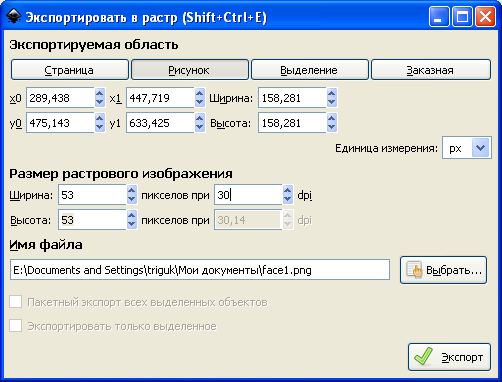 Экспортировать в растр (Shift+Ctrl+E)
Экспортируемая область
Страница Рисунок Выделение Заказная
x0 289,438 x1 447,719 Ширина: 158,281
y0 475,143 y1 633,425 Высота: 158,281
Единица измерения: px
Размер растрового изображения
Ширина: 53 пикселов при 30 dpi
Высота: 53 пикселов при 30,14 dpi
Имя файла
E:\Documents and Settings\triguk\Мои документы\face1.png Выбрать...
Пакетный экспорт всех выделенных объектов
Экспортировать только выделенное
Экспорт